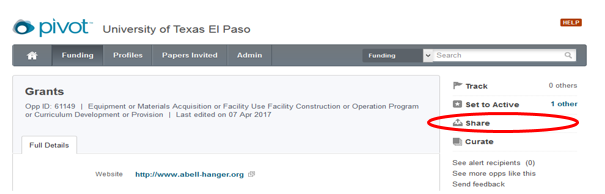 pivot University of Texas El Paso HELP
Funding Profiles Papers Invited Admin Funding Search
Grants
Opp ID: 61149 | Equipment or Materials Acquisition or Facility Use Facility Construction or Operation Program
or Curriculum Development or Provision | Last edited on 07 Apr 2017
Full Details
Website http://www.abell-hanger.org
Track 0 others
Set to Active 1 other
Share
Curate
See alert recipients (0)
See more opps like this
Send feedback